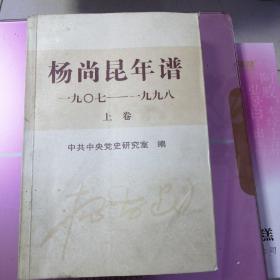 杨尚昆年谱
一九〇七——一九九八
上卷
中共中央党史研究室 编